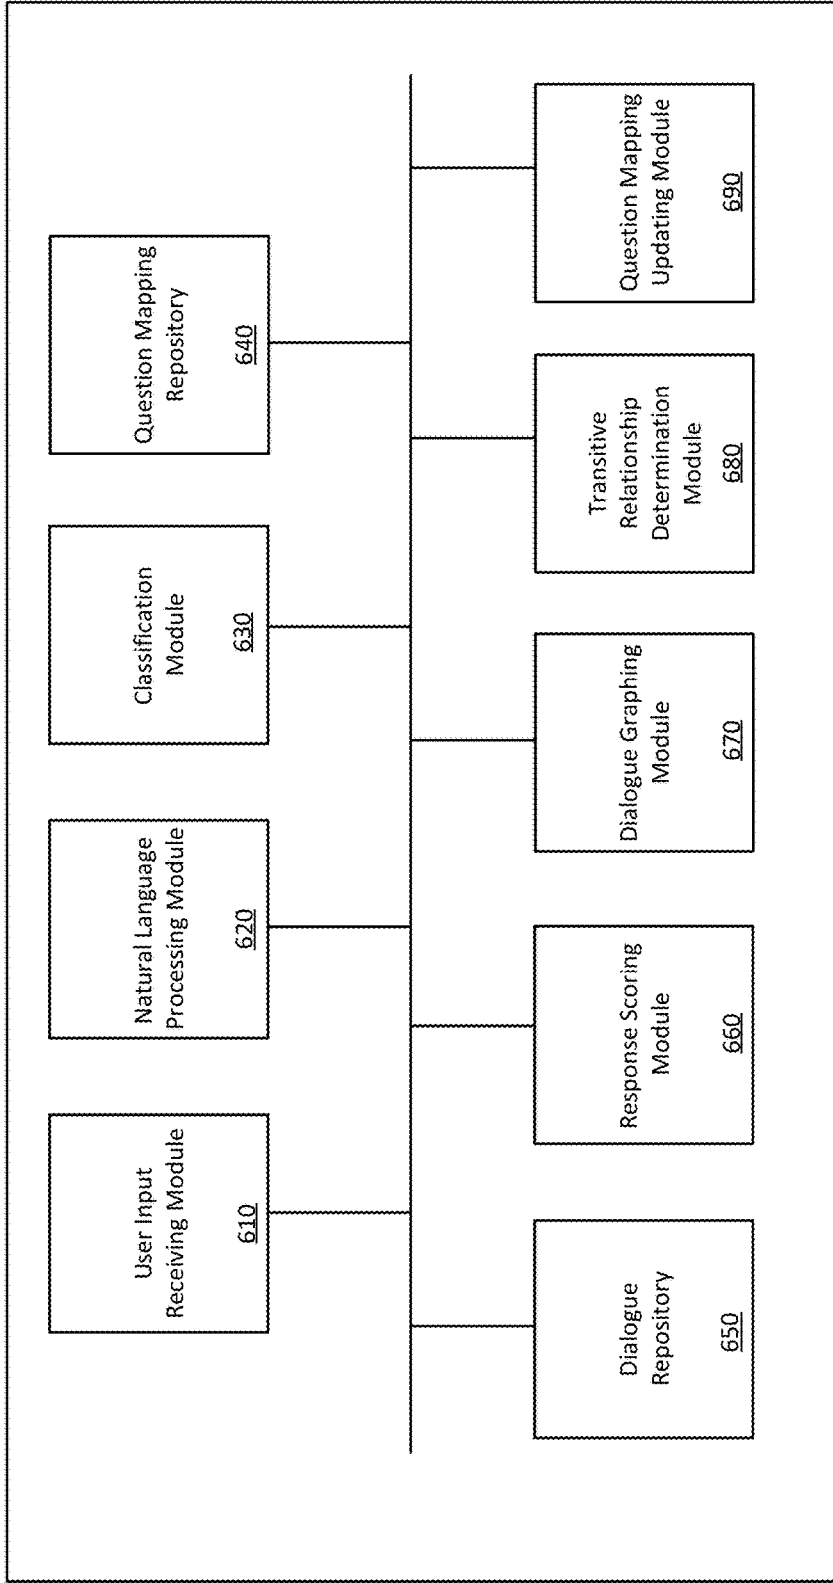 User Input
Receiving Module
610
Natural Language
Processing Module
620
Classification
Module
630
Question Mapping
Repository
640
Dialogue
Repository
650
Response Scoring
Module
660
Dialogue Graphing
Module
670
Transitive
Relationship
Determination
Module
680
Question Mapping
Updating Module
690